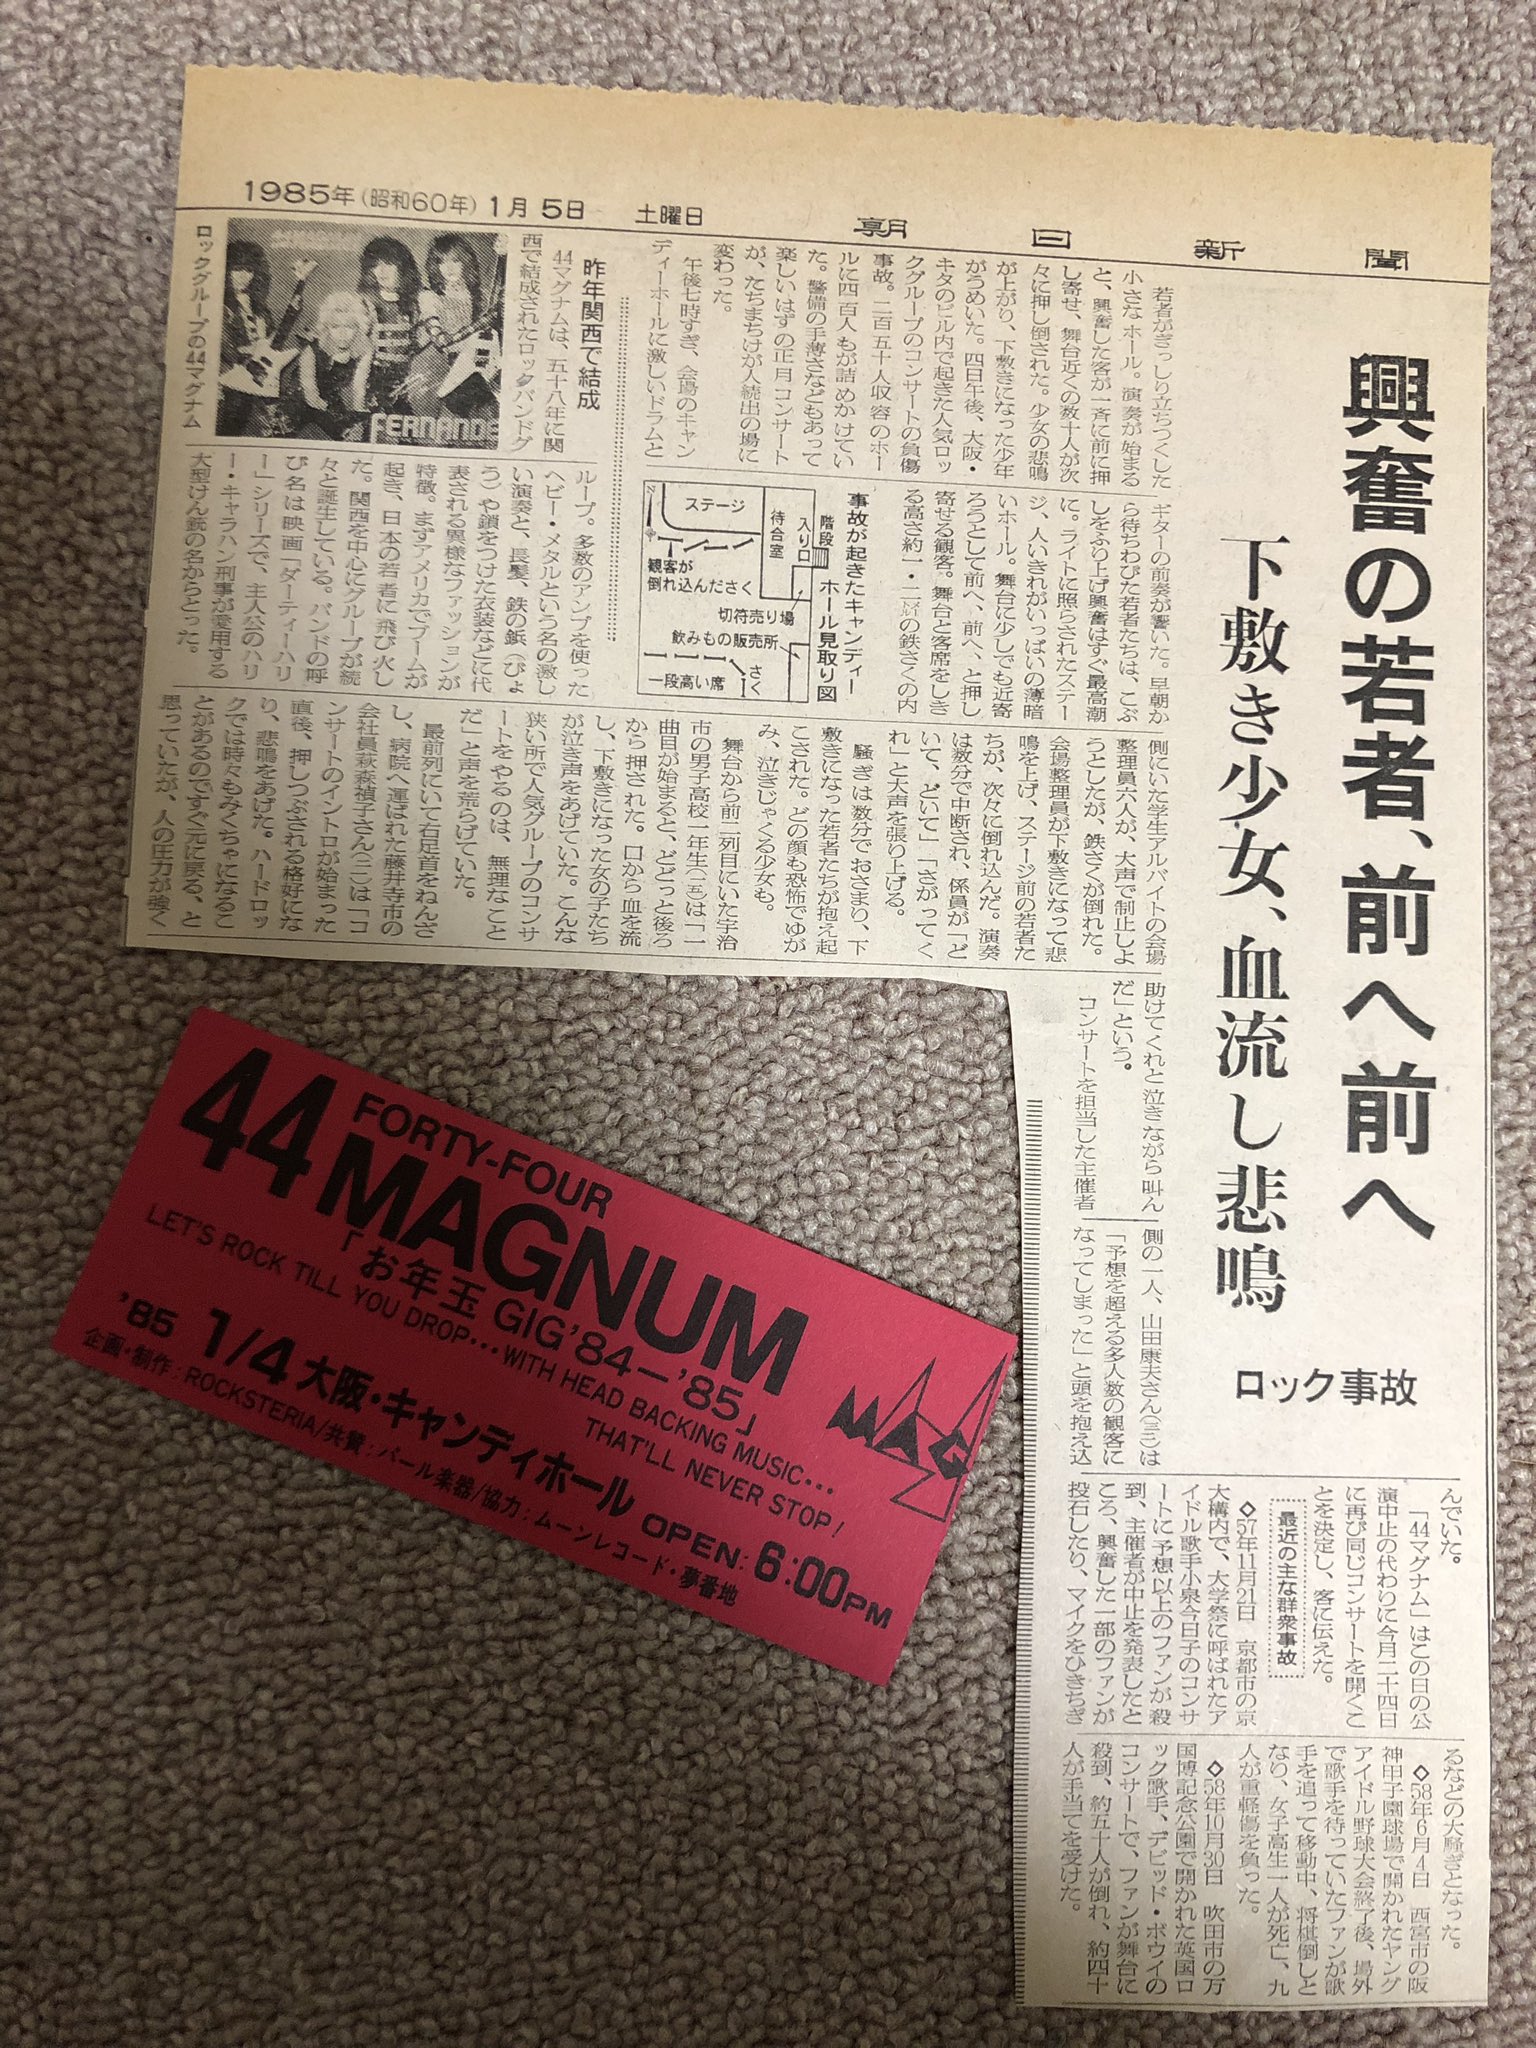 1985年(昭和60年)1月5日 土曜日 朝日新聞
興奮の若者、前へ前へ
下敷き少女、血流し悲鳴
ロック事故
若者がぎっしり立ちつくした
小さなホール。演奏が始まる
と、興奮した客が一斉に前に押
し寄せ、舞台近くの数十人が次
々に押し倒された。少女の悲鳴
が上がり、下敷きになった少年
がうめいた。四日午後、大阪・
キタのビル内で起きた人気ロッ
クグループのコンサートの負傷
事故。二百五十人収容のホー
ルに四百人もが詰めかけてい
た。警備の手薄さなどもあって
楽しいはずの正月コンサート
が、たちまちけが人続出の場に
変わった。
午後七時すぎ、会場のキャン
ディーホールに激しいドラムと
ギターの前奏が響いた。早朝か
ら待ちわびた若者たちは、こぶ
しをふり上げ興奮はすぐ最高潮
に。ライトに照らされたステー
ジ、人いきれがいっぱいの薄暗
いホール。舞台に少しでも近寄
ろうとして前へ、前へ、と押し
寄せる観客。舞台と客席をしき
る高さ約一・二㍍の鉄さくの内
側にいた学生アルバイトの会場
整理員六人が、大声で制止しよ
うとしたが、鉄さくが倒れた。
会場整理員が下敷きになって悲
鳴を上げ、ステージ前の若者た
ちが、次々に倒れ込んだ。演奏
は数分で中断され、係員が「ど
いて、どいて」「さがってく
れ」と大声を張り上げる。
騒ぎは数分でおさまり、下
敷きになった若者たちが抱え起
こされた。どの顔も恐怖でゆが
み、泣きじゃくる少女も。
舞台から前二列目にいた宇治
市の男子高校一年生(一五)は「一
曲目が始まると、どどっと後ろ
から押された。口から血を流
し、下敷きになった女の子たち
が泣き声をあげていた。こんな
狭い所で人気グループのコンサ
ートをやるのは、無理なこと
だ」と声を荒らげていた。
最前列にいて右足首をねんざ
し、病院へ運ばれた藤井寺市の
会社員萩森禎子さん(二一)は「コ
ンサートのイントロが始まった
直後、押しつぶされる格好にな
り、悲鳴をあげた。ハードロッ
クでは時々もみくちゃになるこ
とがあるのですぐ元に戻る、と
思っていたが、人の圧力が強く
助けてくれと泣きながら叫ん
だ」という。
コンサートを担当した主催者
側の一人、山田康夫さん(三三)は
「予想を超える多人数の観客に
なってしまった」と頭を抱え込
んでいた。
「44マグナム」はこの日の公
演中止の代わりに今月二十四日
に再び同じコンサートを開くこ
とを決定し、客に伝えた。
最近の主な群衆事故
◇57年11月21日 京都市の京
大構内で、大学祭に呼ばれたア
イドル歌手小泉今日子のコンサ
ートに予想以上のファンが殺
到、主催者が中止を発表したと
ころ、興奮した一部のファンが
投石したり、マイクをひきちぎ
るなどの大騒ぎとなった。
◇58年6月4日 西宮市の阪
神甲子園球場で開かれたヤング
アイドル野球大会終了後、場外
で歌手を待っていたファンが歌
手を追って移動中、将棋倒しと
なり、女子高生一人が死亡、九
人が重軽傷を負った。
◇58年10月30日 吹田市の万
国博記念公園で開かれた英国ロ
ック歌手、デビッド・ボウイの
コンサートで、ファンが舞台に
殺到、約五十人が倒れ、約四十
人が手当てを受けた。
事故が起きたキャンディー
ホール見取り図
ステージ
待合室
入り口
階段
観客が
倒れ込んださく
切符売り場
飲みもの販売所
さく
一段高い席
FERNANDE
ロックグループの44マグナム
昨年関西で結成
44マグナムは、五十八年に関
西で結成されたロックバンドグ
ループ。多数のアンプを使った
ヘビー・メタルという名の激し
い演奏と、長髪、鉄の鋲(びょ
う)や鎖をつけた衣装などに代
表される異様なファッションが
特徴。まずアメリカでブームが
起き、日本の若者に飛び火し
た。関西を中心にグループが続
々と誕生している。バンドの呼
び名は映画「ダーティーハリ
ー」シリーズで、主人公のハリ
ー・キャラハン刑事が愛用する
大型けん銃の名からとった。
FORTY-FOUR
44 MAGNUM
「お年玉 GIG'84―'85」
LET'S ROCK TILL YOU DROP…WITH HEAD BACKING MUSIC…
THAT'LL NEVER STOP!
MAG
'85 1/4 大阪・キャンディホール OPEN: 6:00PM
企画・制作:ROCKSTERIA/共賛:パール楽器/協力:ムーンレコード・夢番地